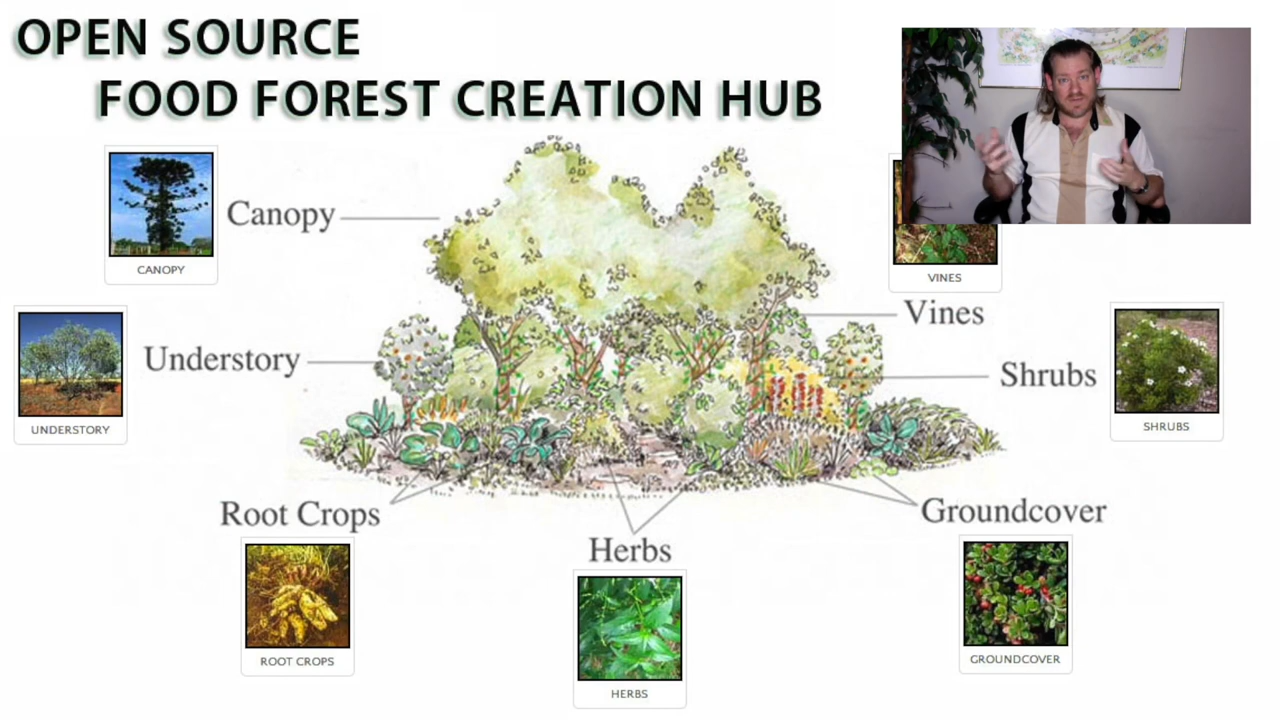 OPEN SOURCE
FOOD FOREST CREATION HUB
Canopy
CANOPY
VINES
Vines
Understory
UNDERSTORY
Shrubs
SHRUBS
Root Crops
ROOT CROPS
Herbs
HERBS
Groundcover
GROUNDCOVER